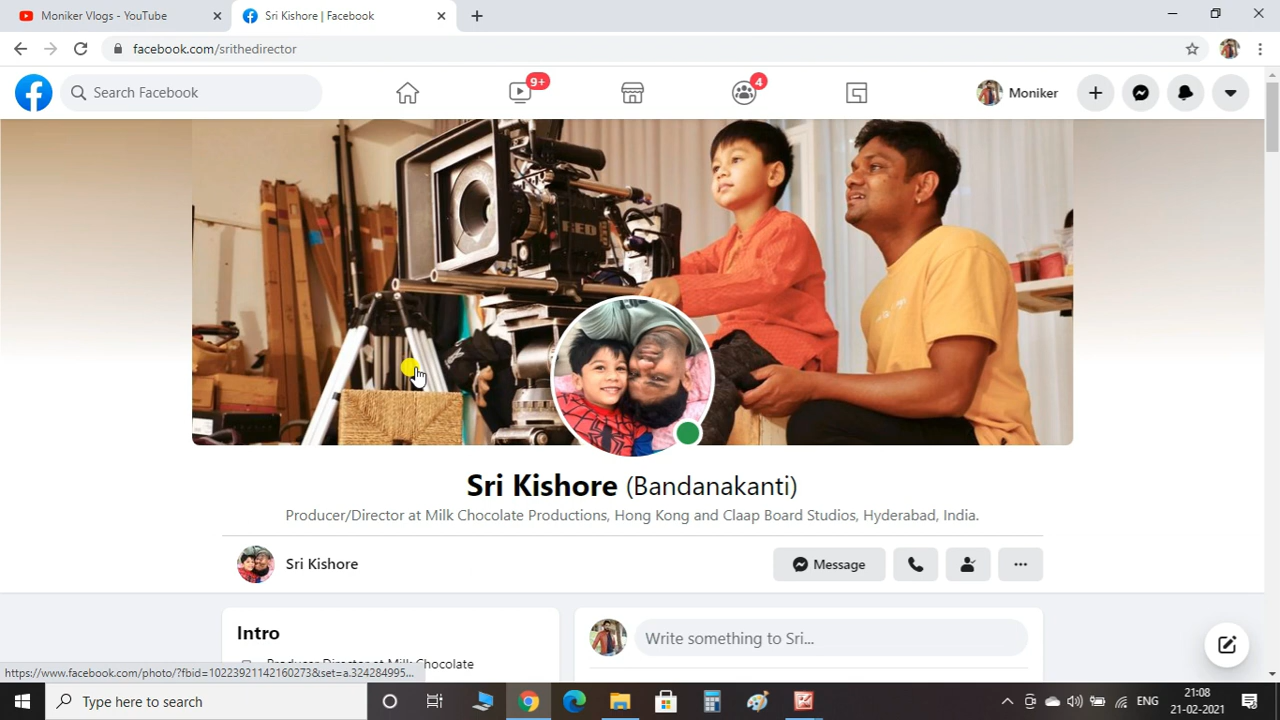 Moniker Vlogs - YouTube
Sri Kishore | Facebook
facebook.com/srithedirector
Search Facebook
9+
4
Moniker
RED
Sri Kishore (Bandanakanti)
Producer/Director at Milk Chocolate Productions, Hong Kong and Claap Board Studios, Hyderabad, India.
Sri Kishore
Message
Intro
Producer Director at Milk Chocolate
Write something to Sri...
https://www.facebook.com/photo/?fbid=10223921142160273&set=a.324284995...
Type here to search
ENG
21:08
21-02-2021